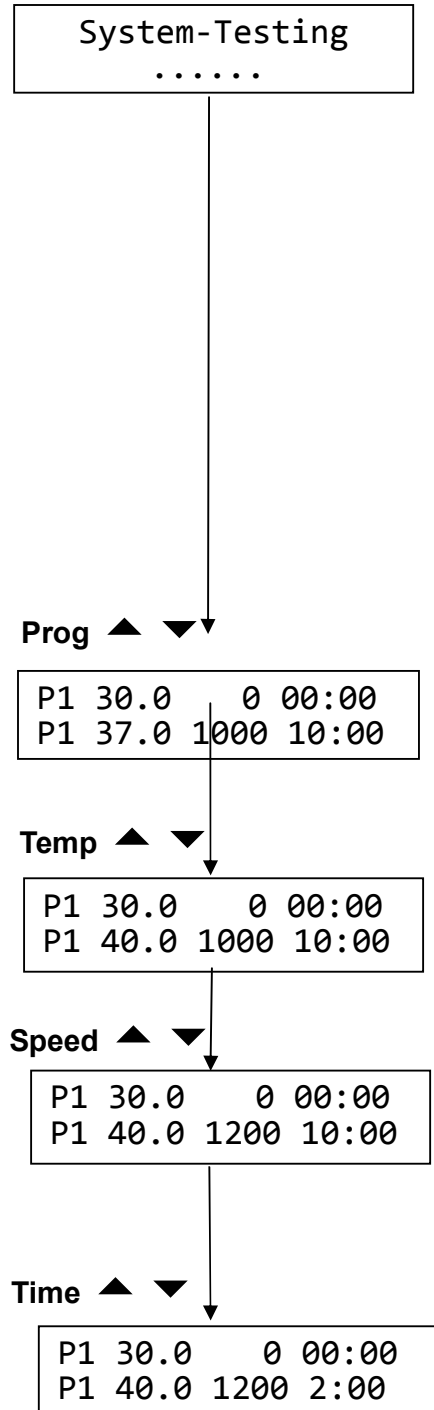 System-Testing
......
Prog ▲ ▼
P1 30.0    0 00:00
P1 37.0 1000 10:00
Temp ▲ ▼
P1 30.0    0 00:00
P1 40.0 1000 10:00
Speed ▲ ▼
P1 30.0    0 00:00
P1 40.0 1200 10:00
Time ▲ ▼
P1 30.0    0 00:00
P1 40.0 1200 2:00